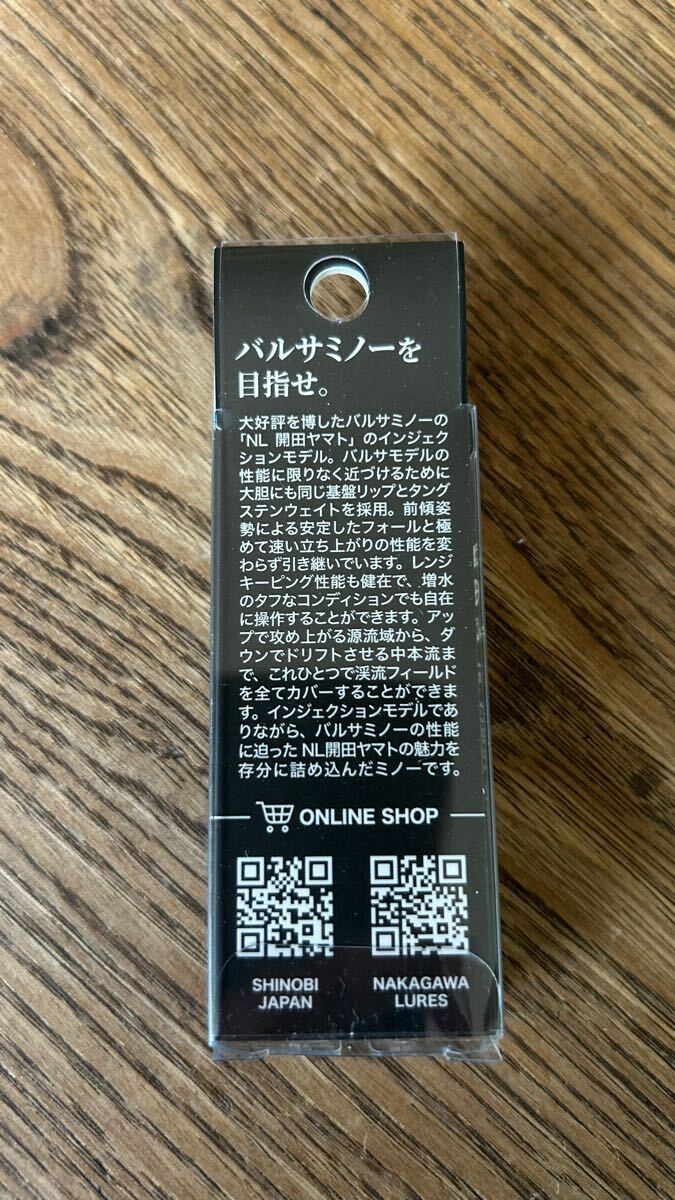 バルサミノーを
目指せ。
大好評を博したバルサミノーの
「NL 開田ヤマト」のインジェク
ションモデル。バルサモデルの
性能に限りなく近づけるために
大胆にも同じ基盤リップとタング
ステンウェイトを採用。前傾姿
勢による安定したフォールと極
めて速い立ち上がりの性能を変
わらず引き継いでいます。レンジ
キーピング性能も健在で、増水
のタフなコンディションでも自在
に操作することができます。アッ
プで攻め上がる源流域から、ダ
ウンでドリフトさせる中本流ま
で、これひとつで渓流フィールド
を全てカバーすることができま
す。インジェクションモデルであ
りながら、バルサミノーの性能
に迫ったNL開田ヤマトの魅力を
存分に詰め込んだミノーです。
ONLINE SHOP
SHINOBI
JAPAN
NAKAGAWA
LURES